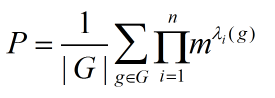 P = \frac{1}{|G|} \sum_{g \in G} \prod_{i=1}^{n} m^{\lambda_i(g)}